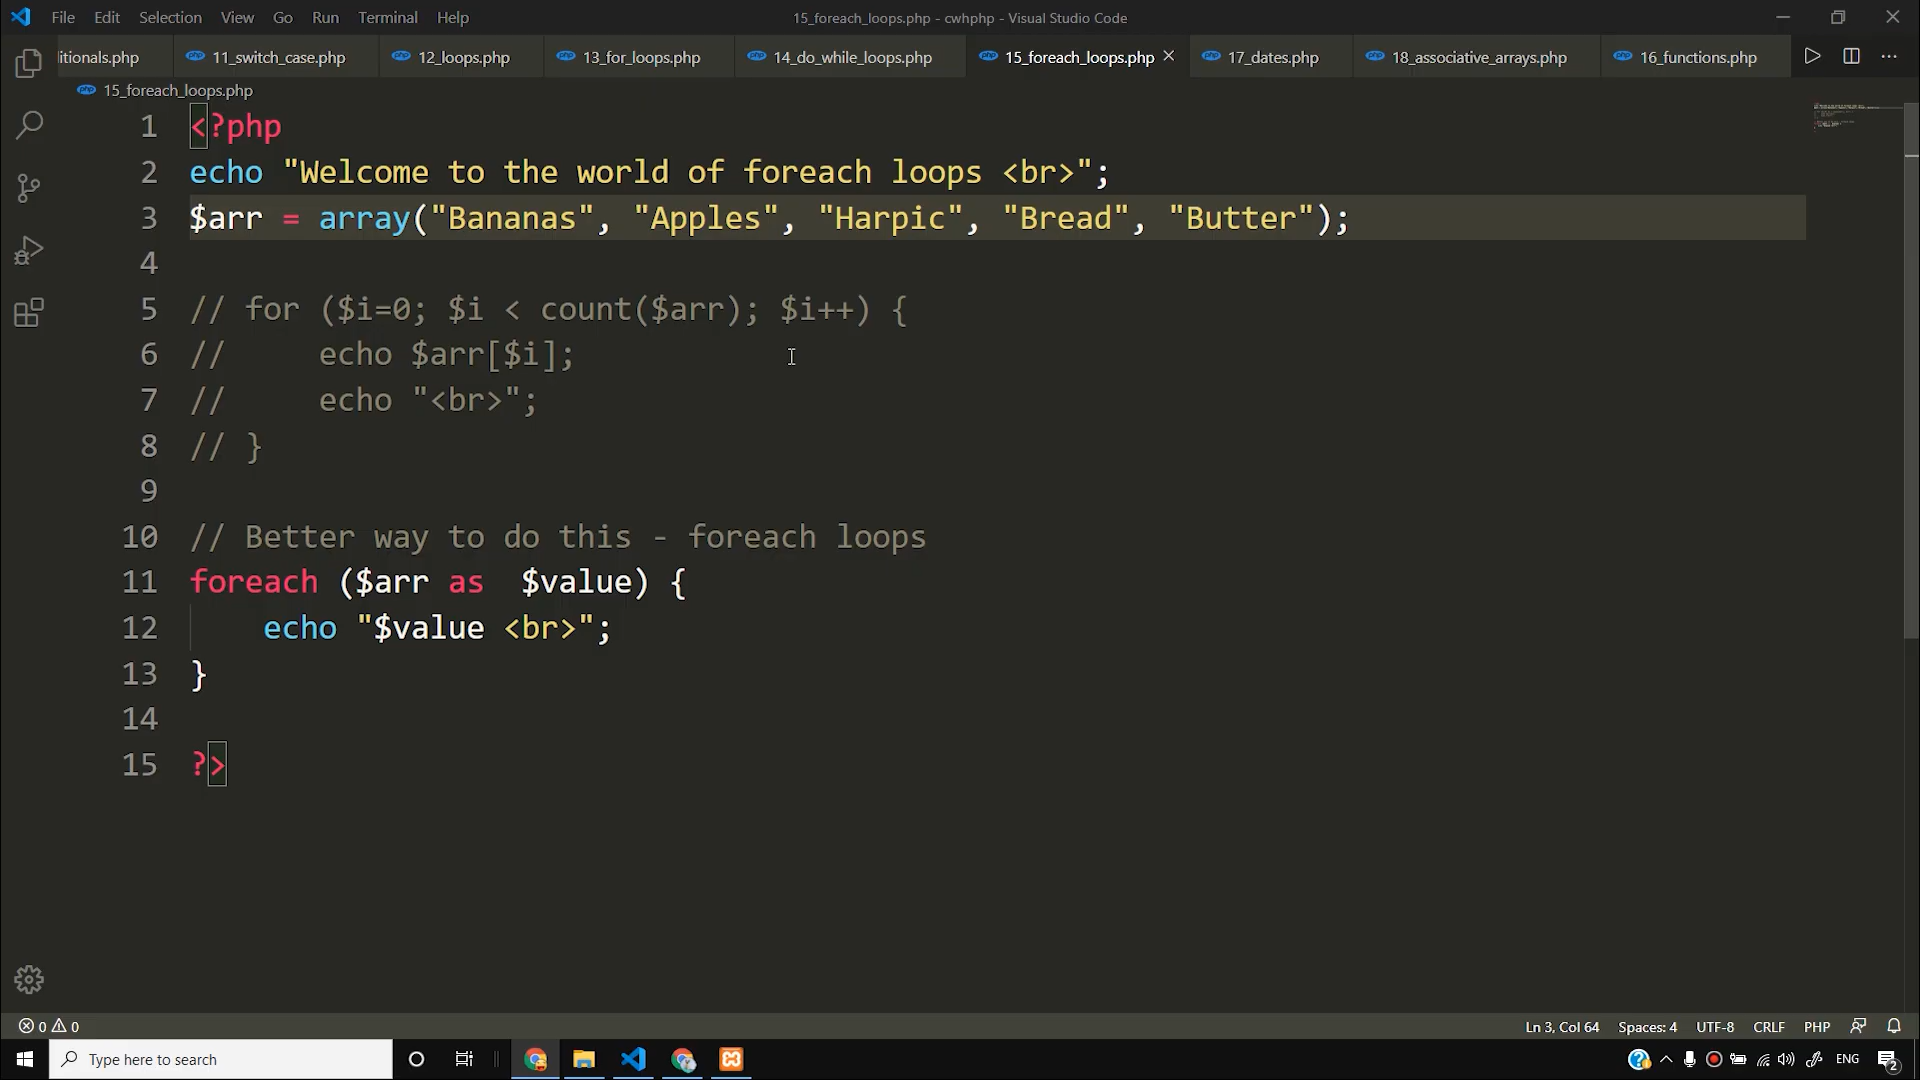 File Edit Selection View Go Run Terminal Help
15_foreach_loops.php - cwhphp - Visual Studio Code
itionals.php 11_switch_case.php 12_loops.php 13_for_loops.php 14_do_while_loops.php 15_foreach_loops.php 17_dates.php 18_associative_arrays.php 16_functions.php
15_foreach_loops.php
1 <?php
2 echo "Welcome to the world of foreach loops <br>";
3 $arr = array("Bananas", "Apples", "Harpic", "Bread", "Butter");
4
5 // for ($i=0; $i < count($arr); $i++) {
6 //     echo $arr[$i];
7 //     echo "<br>";
8 // }
9
10 // Better way to do this - foreach loops
11 foreach ($arr as  $value) {
12     echo "$value <br>";
13 }
14
15 ?>
0 0 Ln 3, Col 64 Spaces: 4 UTF-8 CRLF PHP
Type here to search ENG 2